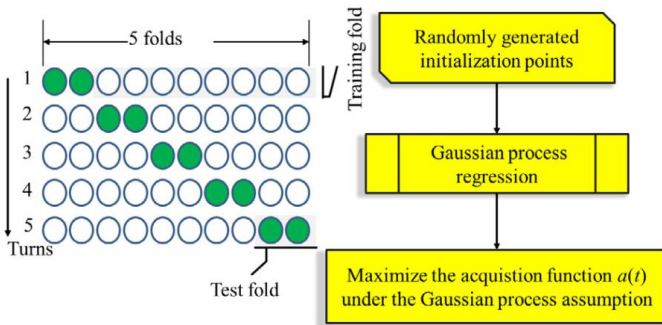 5 folds
1
2
3
4
5
Turns
Test fold
Training fold
Randomly generated
initialization points
Gaussian process
regression
Maximize the acquistion function a(t)
under the Gaussian process assumption